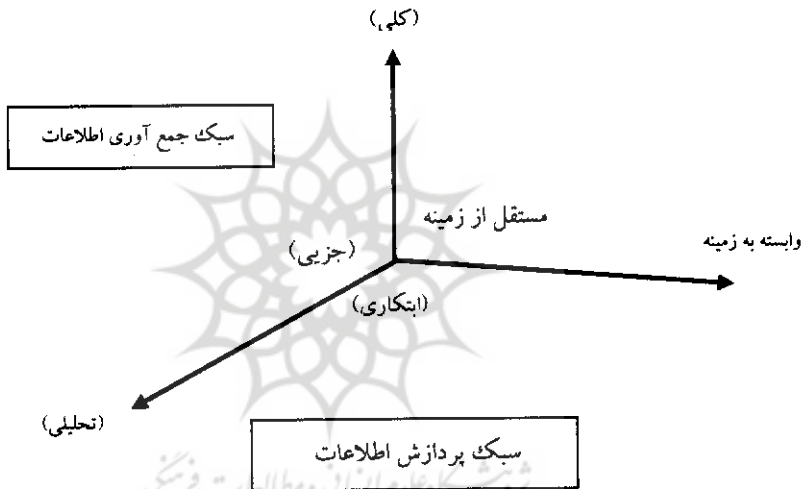 (کلی)
سبک جمع آوری اطلاعات
مستقل از زمینه
وابسته به زمینه
(جزیی)
(ابتکاری)
(تحلیلی)
سبک پردازش اطلاعات